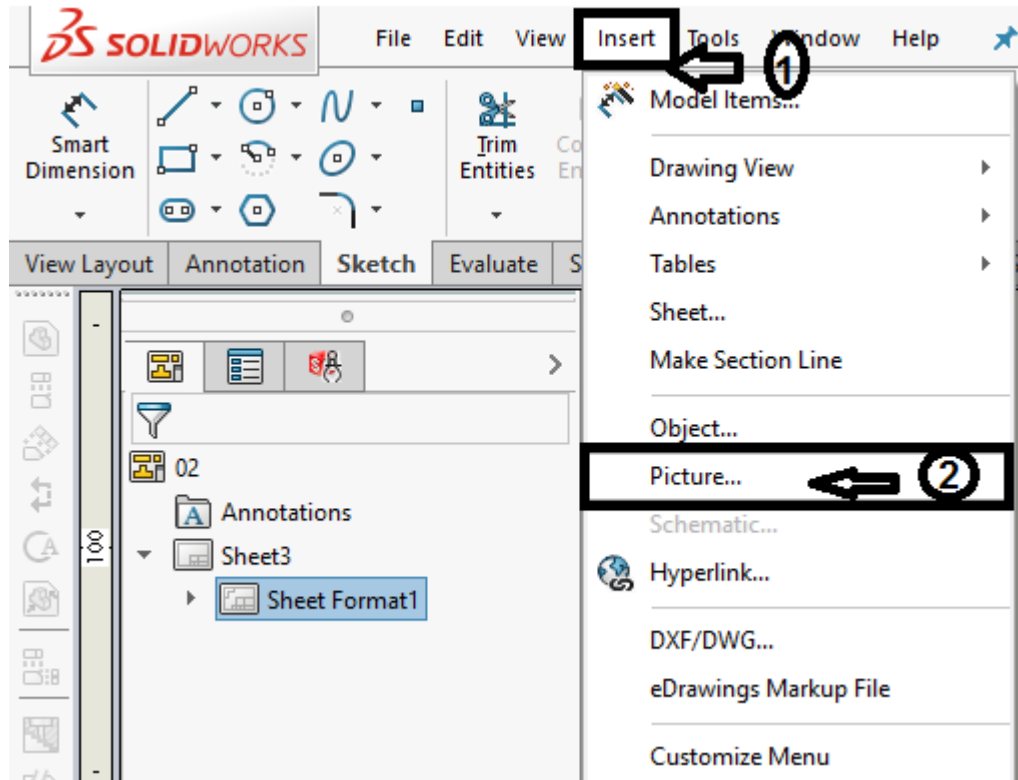 SOLIDWORKS File Edit View Insert Tools Window Help
1
Model Items...
Smart Dimension
Trim Entities
Co
En
Drawing View
Annotations
View Layout Annotation Sketch Evaluate S
Tables
Sheet...
Make Section Line
Object...
02
Picture... 2
Annotations
Schematic...
100
Sheet3
Hyperlink...
Sheet Format1
DXF/DWG...
eDrawings Markup File
Customize Menu